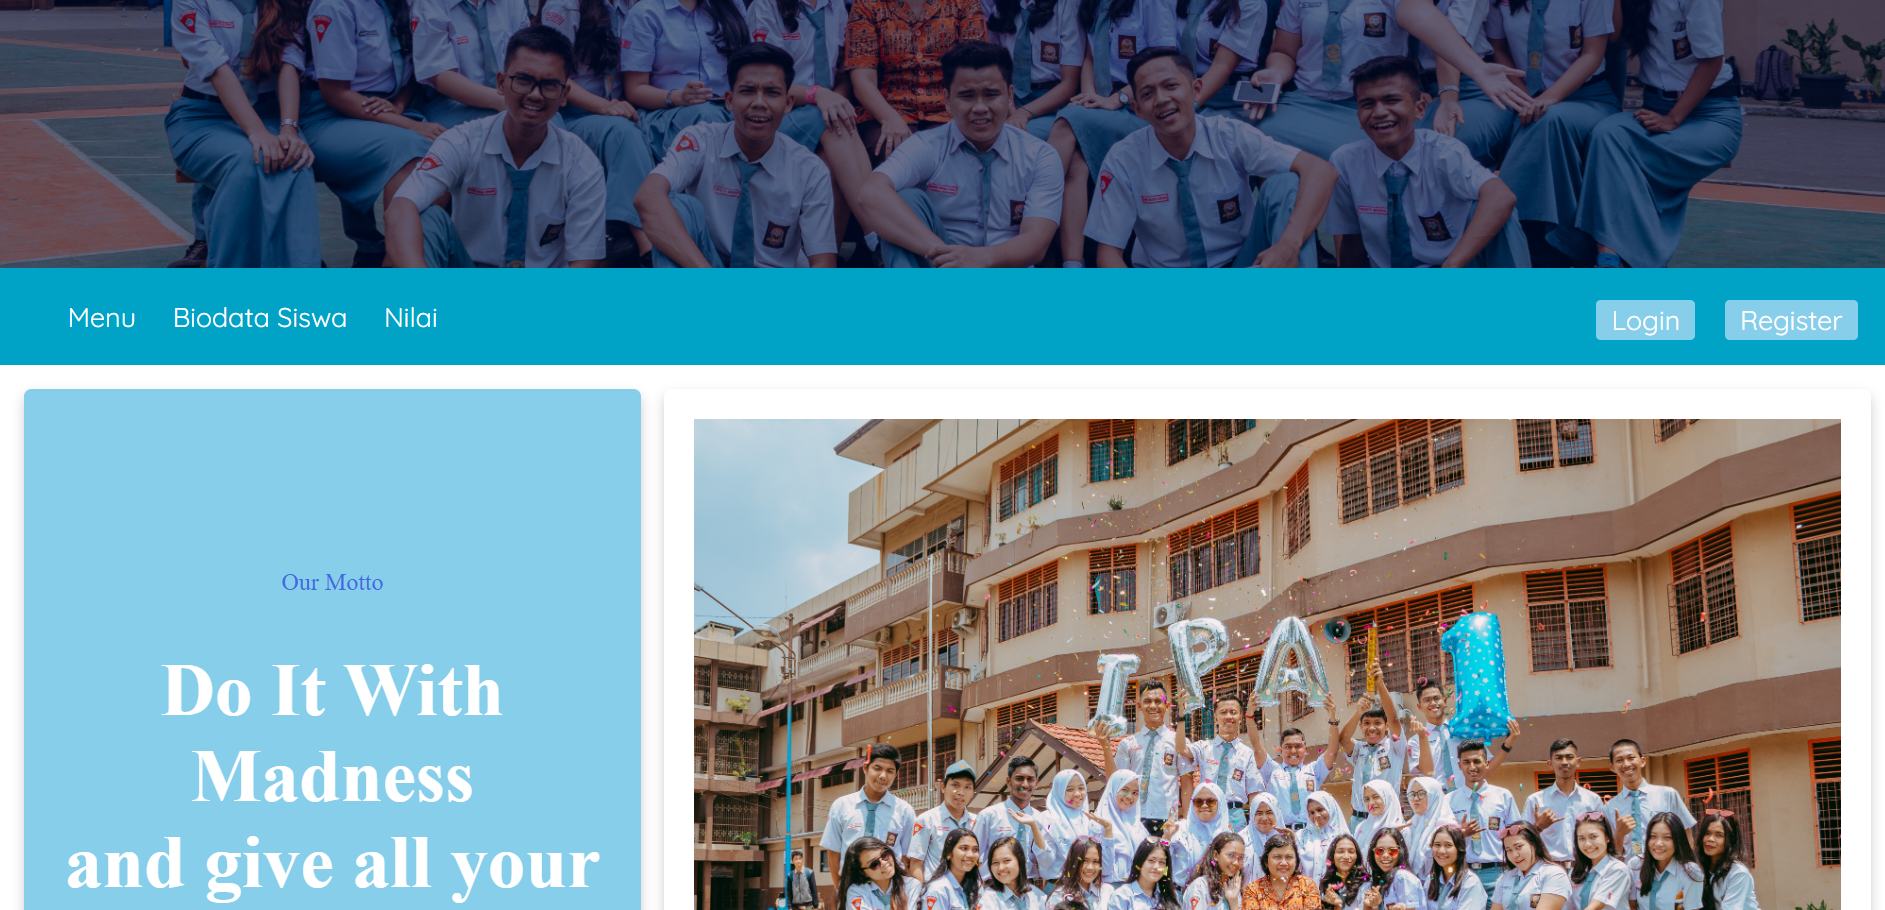 Menu Biodata Siswa Nilai Login Register
Our Motto
Do It With
Madness
and give all your
IPA 1